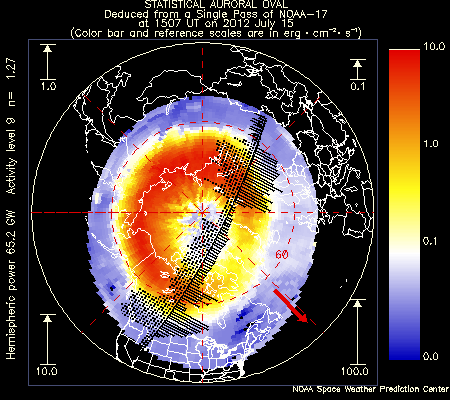 STATISTICAL AURORAL OVAL
Deduced from a Single Pass of NOAA-17
at 1507 UT on 2012 July 15
(Color bar and reference scales are in erg · cm⁻² · s⁻¹)
Hemispheric power 65.2 GW   Activity level 9   n=  1.27
1.0
0.1
10.0
100.0
60
10.0
1.0
0.1
0.0
NOAA Space Weather Prediction Center